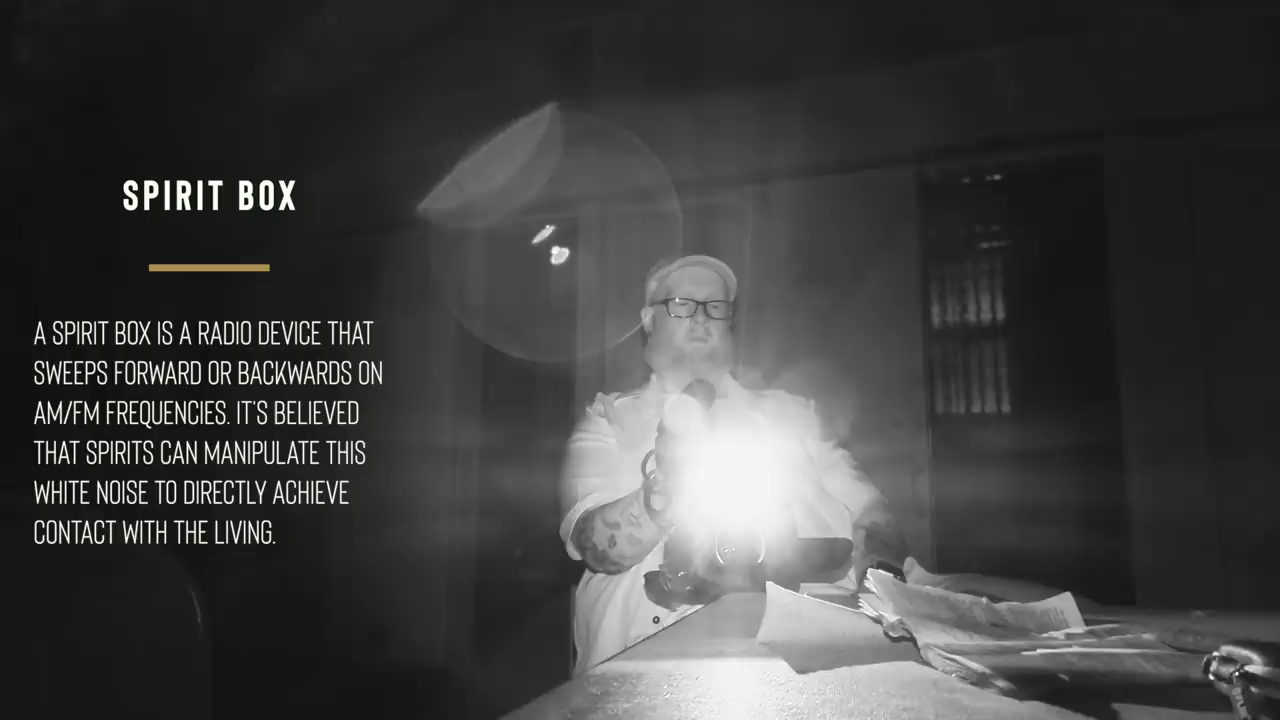 SPIRIT BOX
A SPIRIT BOX IS A RADIO DEVICE THAT
SWEEPS FORWARD OR BACKWARDS ON
AM/FM FREQUENCIES. IT'S BELIEVED
THAT SPIRITS CAN MANIPULATE THIS
WHITE NOISE TO DIRECTLY ACHIEVE
CONTACT WITH THE LIVING.